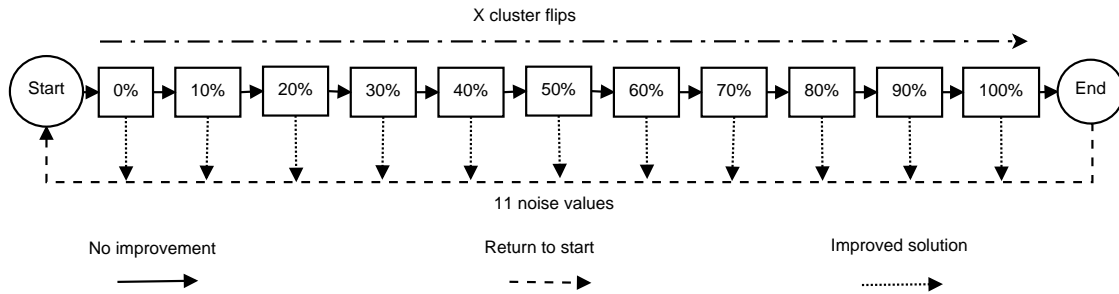 X cluster flips
Start 0% 10% 20% 30% 40% 50% 60% 70% 80% 90% 100% End
11 noise values
No improvement Return to start Improved solution